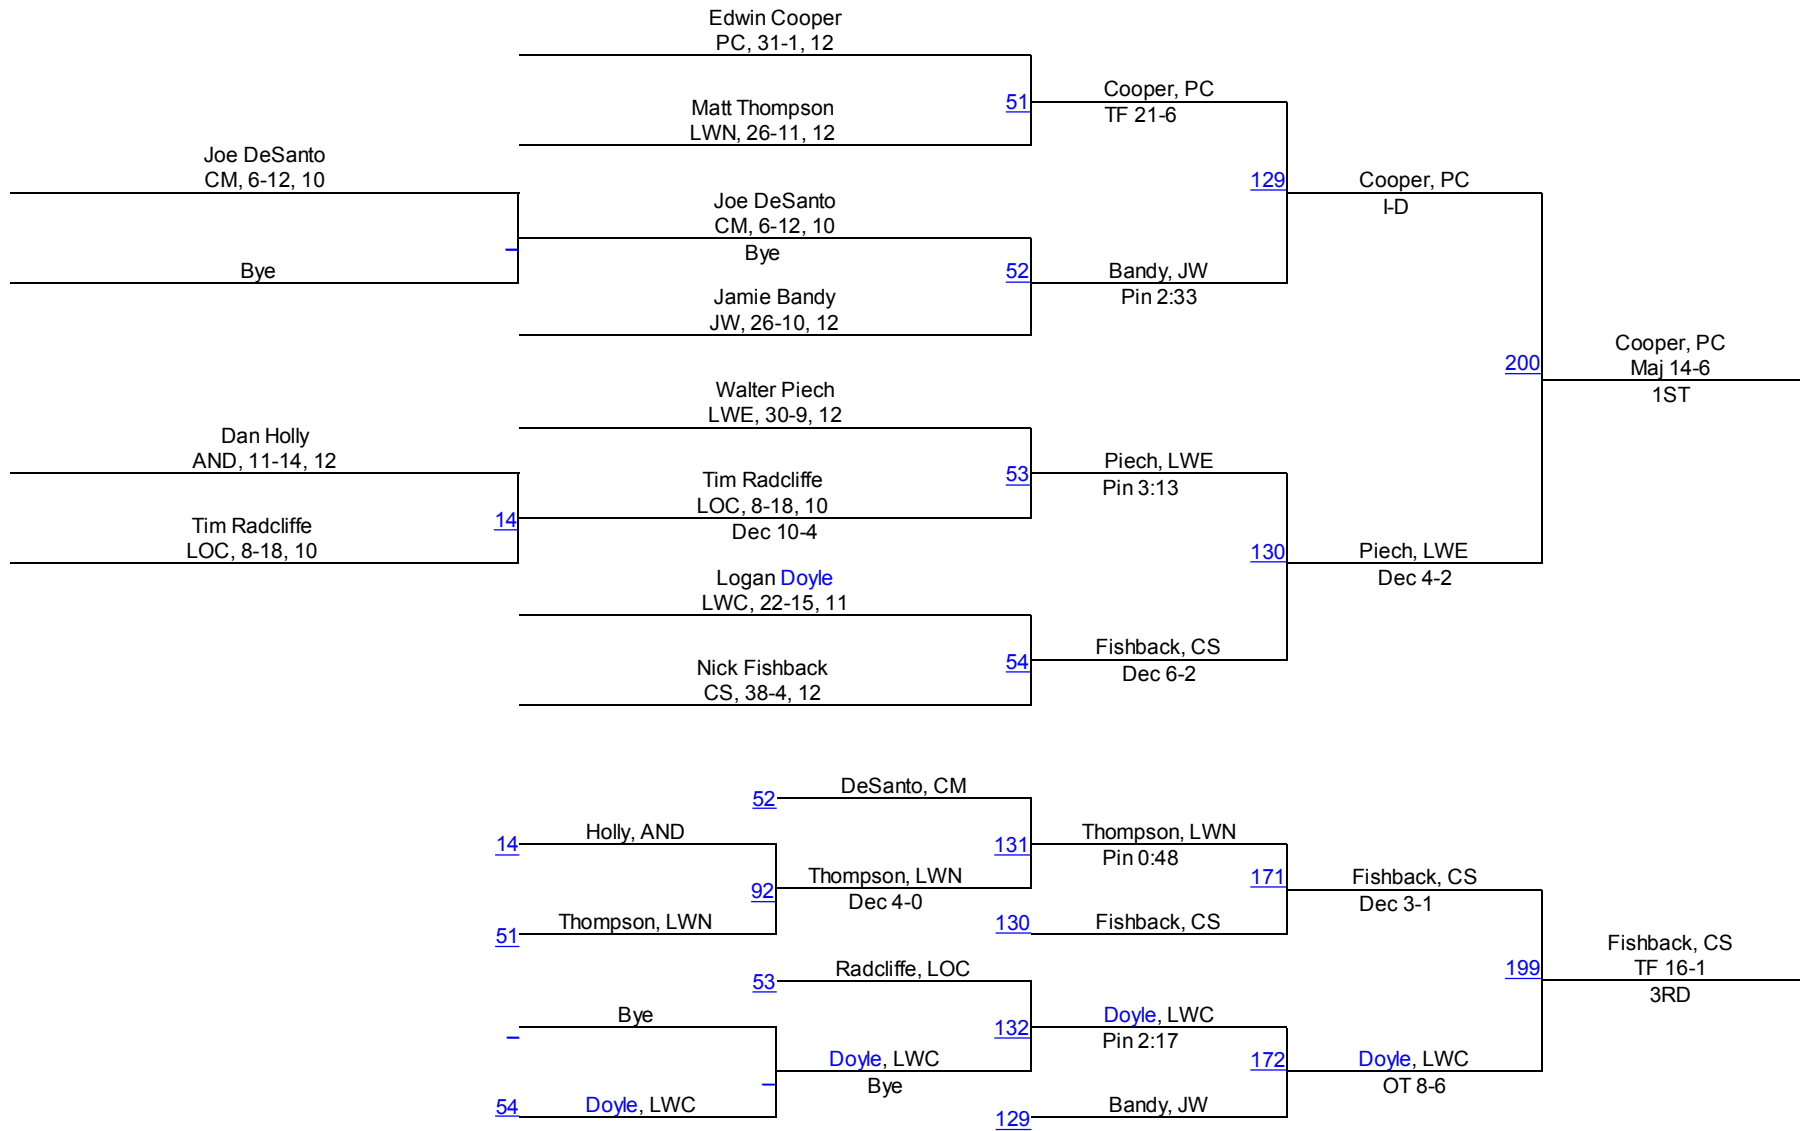 Edwin Cooper
PC, 31-1, 12
Matt Thompson
LWN, 26-11, 12
51
Cooper, PC
TF 21-6
Joe DeSanto
CM, 6-12, 10
Bye
Joe DeSanto
CM, 6-12, 10
Bye
Jamie Bandy
JW, 26-10, 12
52
Bandy, JW
Pin 2:33
129
Cooper, PC
I-D
Walter Piech
LWE, 30-9, 12
Dan Holly
AND, 11-14, 12
Tim Radcliffe
LOC, 8-18, 10
14
Tim Radcliffe
LOC, 8-18, 10
Dec 10-4
53
Piech, LWE
Pin 3:13
Logan Doyle
LWC, 22-15, 11
Nick Fishback
CS, 38-4, 12
54
Fishback, CS
Dec 6-2
130
Piech, LWE
Dec 4-2
200
Cooper, PC
Maj 14-6
1ST
52
DeSanto, CM
14
Holly, AND
51
Thompson, LWN
92
Thompson, LWN
Dec 4-0
131
Thompson, LWN
Pin 0:48
130
Fishback, CS
171
Fishback, CS
Dec 3-1
53
Radcliffe, LOC
Bye
54
Doyle, LWC
Doyle, LWC
Bye
132
Doyle, LWC
Pin 2:17
129
Bandy, JW
172
Doyle, LWC
OT 8-6
199
Fishback, CS
TF 16-1
3RD